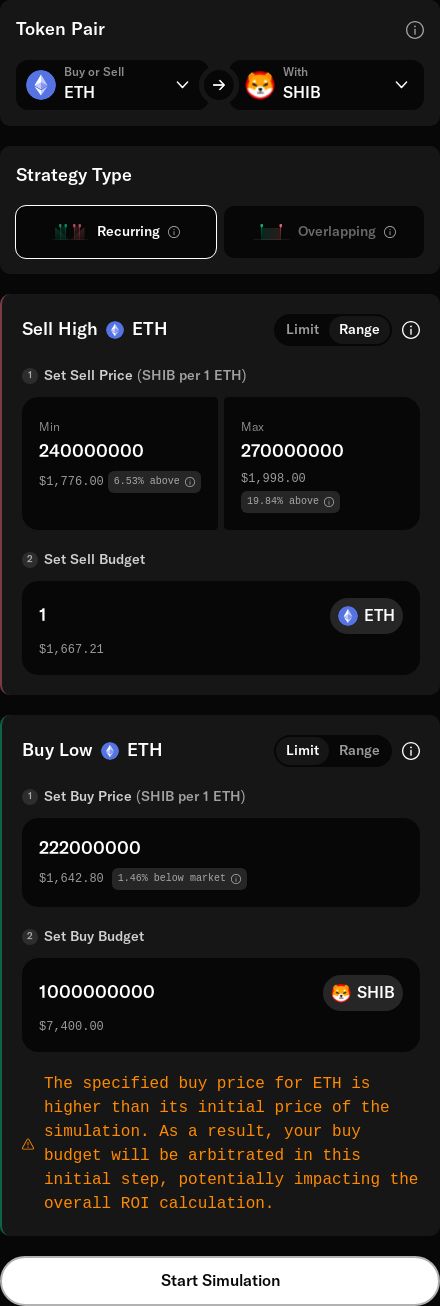 Token Pair
Buy or Sell
ETH
With
SHIB
Strategy Type
Recurring
Overlapping
Sell High ETH
Limit Range
1 Set Sell Price (SHIB per 1 ETH)
Min
240000000
$1,776.00 6.53% above
Max
270000000
$1,998.00
19.84% above
2 Set Sell Budget
1
ETH
$1,667.21
Buy Low ETH
Limit Range
1 Set Buy Price (SHIB per 1 ETH)
222000000
$1,642.80 1.46% below market
2 Set Buy Budget
1000000000
SHIB
$7,400.00
The specified buy price for ETH is
higher than its initial price of the
simulation. As a result, your buy
budget will be arbitrated in this
initial step, potentially impacting the
overall ROI calculation.
Start Simulation